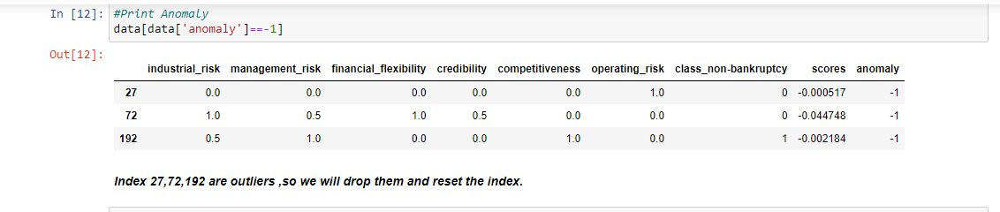 In [12]: #Print Anomaly
data[data['anomaly']==-1]
Out[12]:
industrial_risk management_risk financial_flexibility credibility competitiveness operating_risk class_non-bankruptcy scores anomaly
27 0.0 0.0 0.0 0.0 0.0 1.0 0 -0.000517 -1
72 1.0 0.5 1.0 0.5 0.0 0.0 0 -0.044748 -1
192 0.5 1.0 0.0 0.0 1.0 0.0 1 -0.002184 -1
Index 27,72,192 are outliers ,so we will drop them and reset the index.